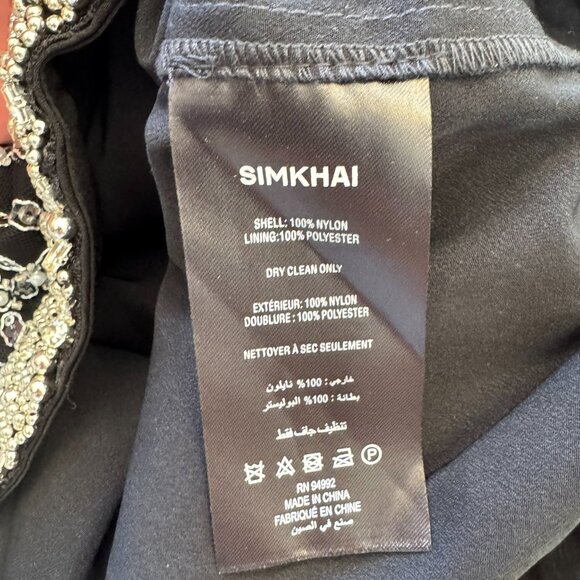 SIMKHAI
SHELL: 100% NYLON
LINING: 100% POLYESTER
DRY CLEAN ONLY
EXTÉRIEUR: 100% NYLON
DOUBLURE : 100% POLYESTER
NETTOYER À SEC SEULEMENT
خارجي : 100% نايلون
بطانة : 100% البوليستر
تنظيف جاف فقط
P
RN 94992
MADE IN CHINA
FABRIQUÉ EN CHINE
صنع في الصين